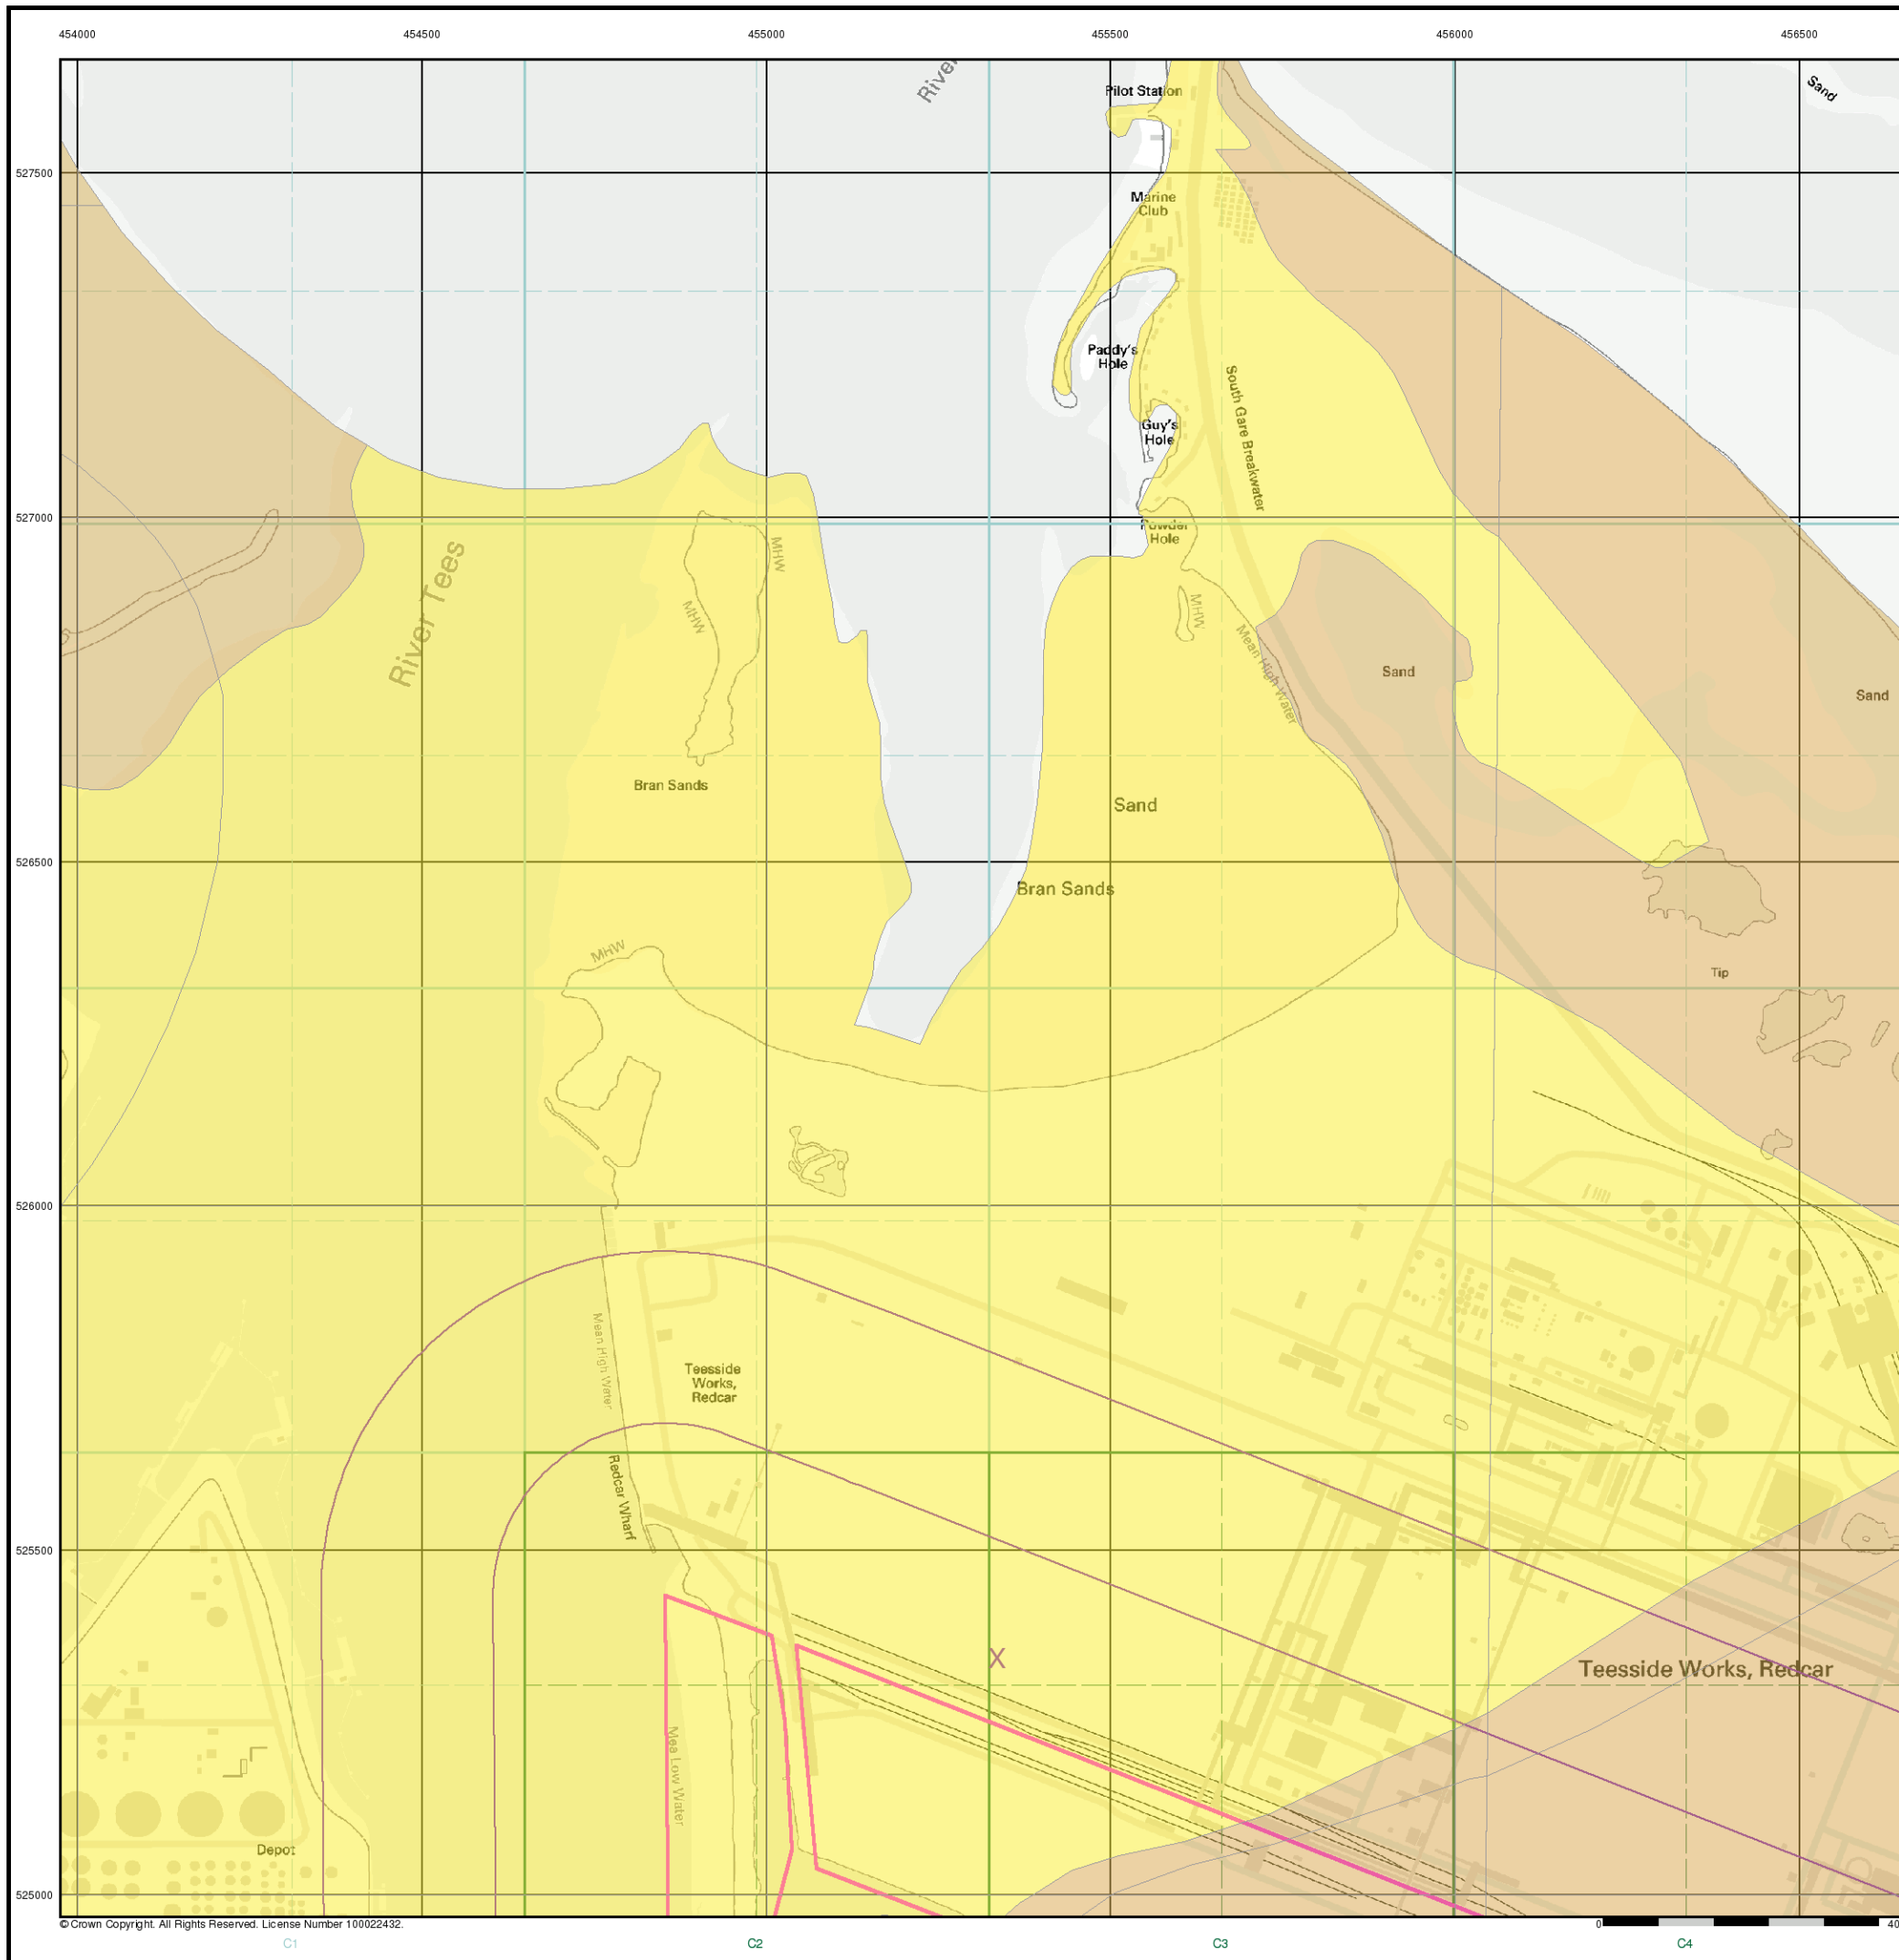 454000
454500
455000
455500
456000
456500
River
Pilot Station
Sand
527500
Marine
Club
Paddy's
Hole
South Gare Breakwater
Guy's
Hole
527000
Powder
Hole
MHW
River Tees
MHW
MHW
Mean High Water
Sand
Sand
Bran Sands
Sand
526500
Bran Sands
MHW
Tip
526000
Mean High Water
Teesside
Works,
Redcar
Redcar Wharf
525500
X
Teesside Works, Redcar
Mea Low Water
Depot
525000
© Crown Copyright. All Rights Reserved. License Number 100022432.
0
40
C1
C2
C3
C4